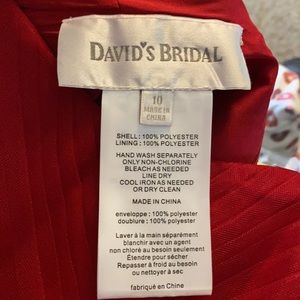 DAVID'S BRIDAL
10
MADE IN
CHINA
SHELL: 100% POLYESTER
LINING : 100% POLYESTER
HAND WASH SEPARATELY
ONLY NON-CHLORINE
BLEACH AS NEEDED
LINE DRY
COOL IRON AS NEEDED
OR DRY CLEAN
MADE IN CHINA
enveloppe : 100% polyester
doublure : 100% polyester
Laver à la main séparément
blanchir avec un agent
non chloré au besoin seulement
Étendre pour sécher
Repasser à froid au besoin
ou nettoyer à sec
fabriqué en Chine